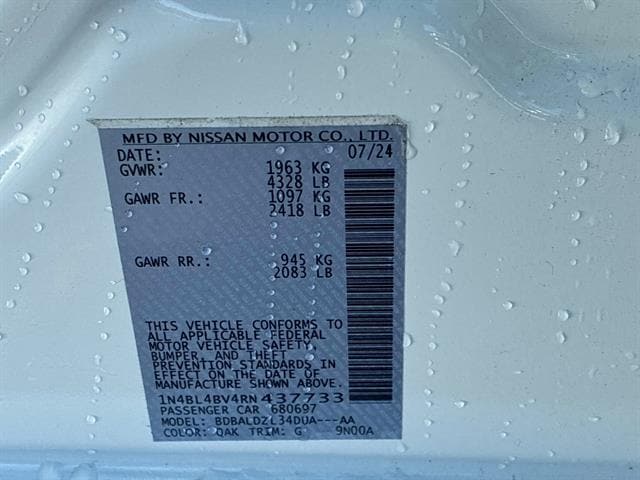 MFD BY NISSAN MOTOR CO., LTD.
DATE: 07/24
GVWR: 1963 KG
4328 LB
GAWR FR.: 1097 KG
2418 LB
GAWR RR.: 945 KG
2083 LB
THIS VEHICLE CONFORMS TO
ALL APPLICABLE FEDERAL
MOTOR VEHICLE SAFETY,
BUMPER, AND THEFT
PREVENTION STANDARDS IN
EFFECT ON THE DATE OF
MANUFACTURE SHOWN ABOVE.
1N4BL4BV4RN437733
PASSENGER CAR 680697
MODEL: BDBALDZL34DUA---AA
COLOR: QAK TRIM: G 9N00A